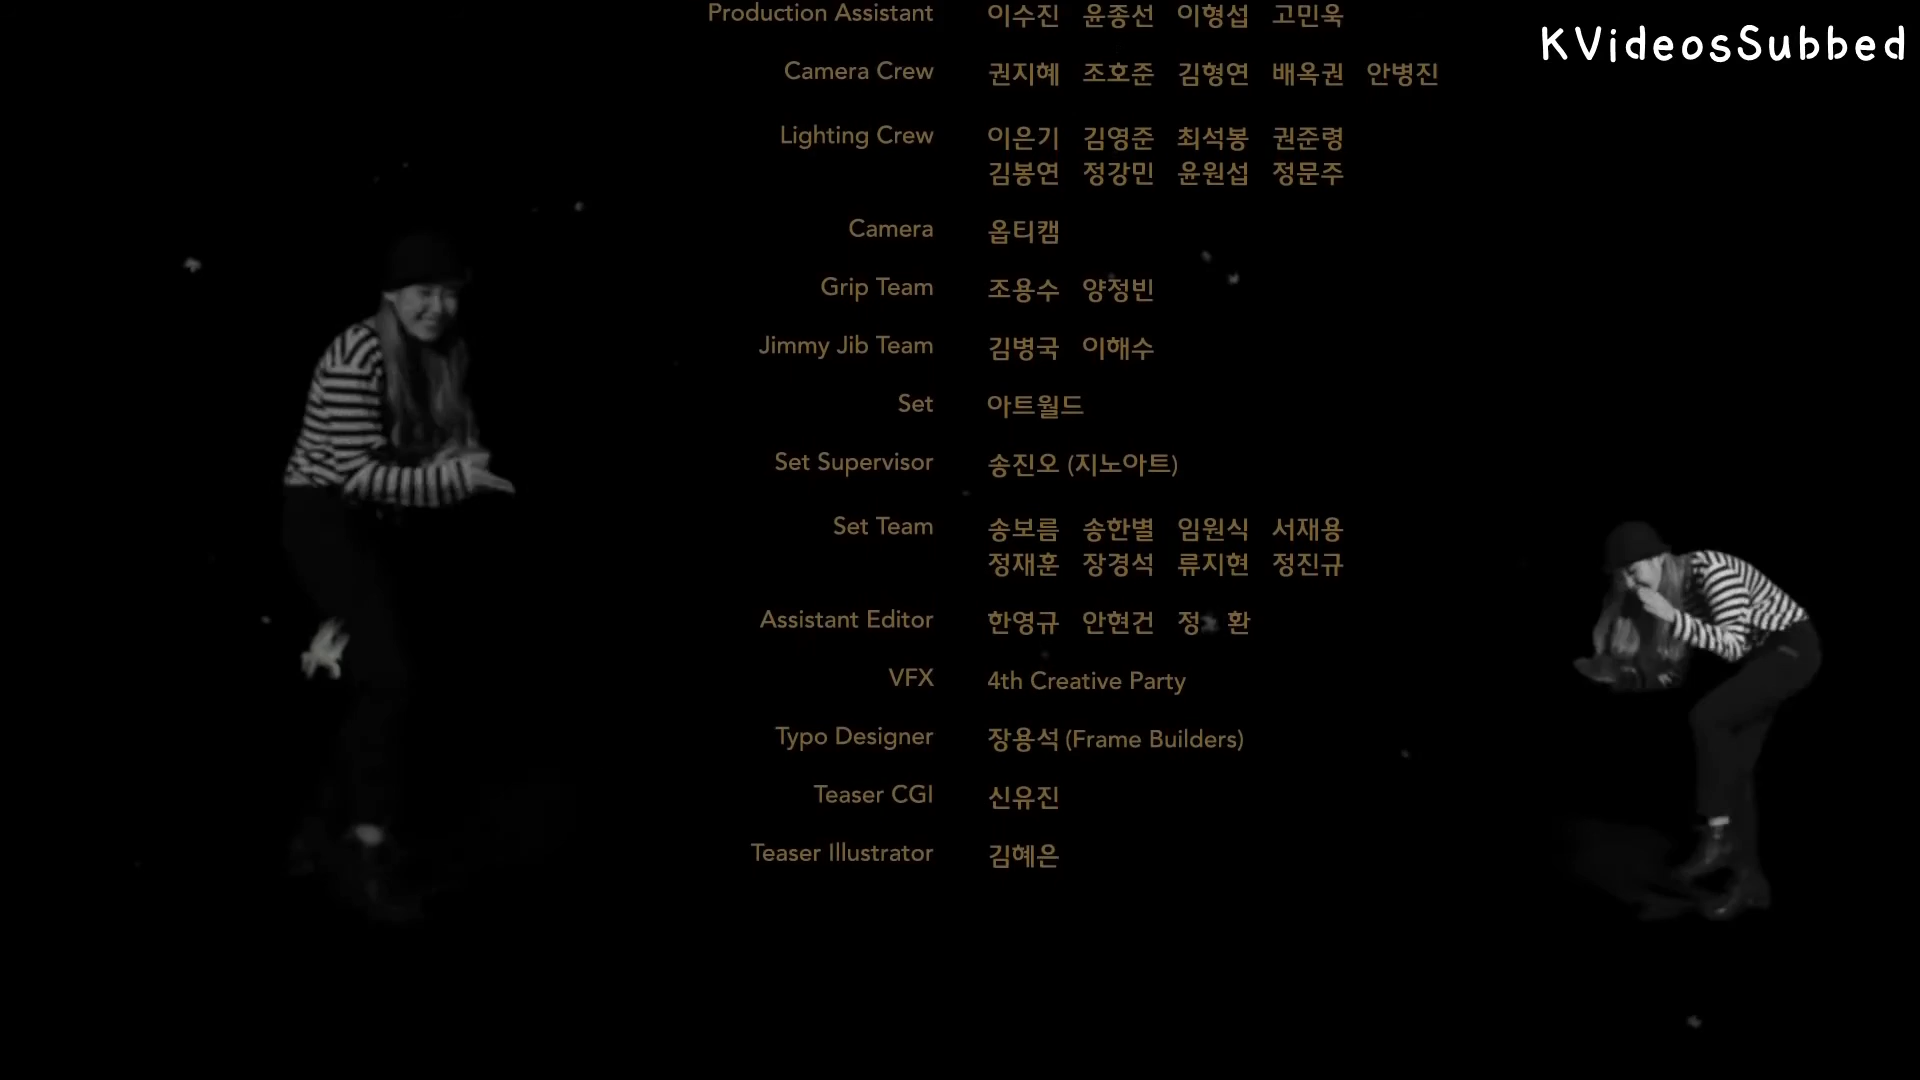 KVideosSubbed
Production Assistant 이수진 윤종선 이형섭 고민욱
Camera Crew 권지혜 조호준 김형연 배옥권 안병진
Lighting Crew 이은기 김영준 최석봉 권준령
김봉연 정강민 윤원섭 정문주
Camera 옵티캠
Grip Team 조용수 양정빈
Jimmy Jib Team 김병국 이해수
Set 아트월드
Set Supervisor 송진오 (지노아트)
Set Team 송보름 송한별 임원식 서재용
정재훈 장경석 류지현 정진규
Assistant Editor 한영규 안현건 정 환
VFX 4th Creative Party
Typo Designer 장용석 (Frame Builders)
Teaser CGI 신유진
Teaser Illustrator 김혜은